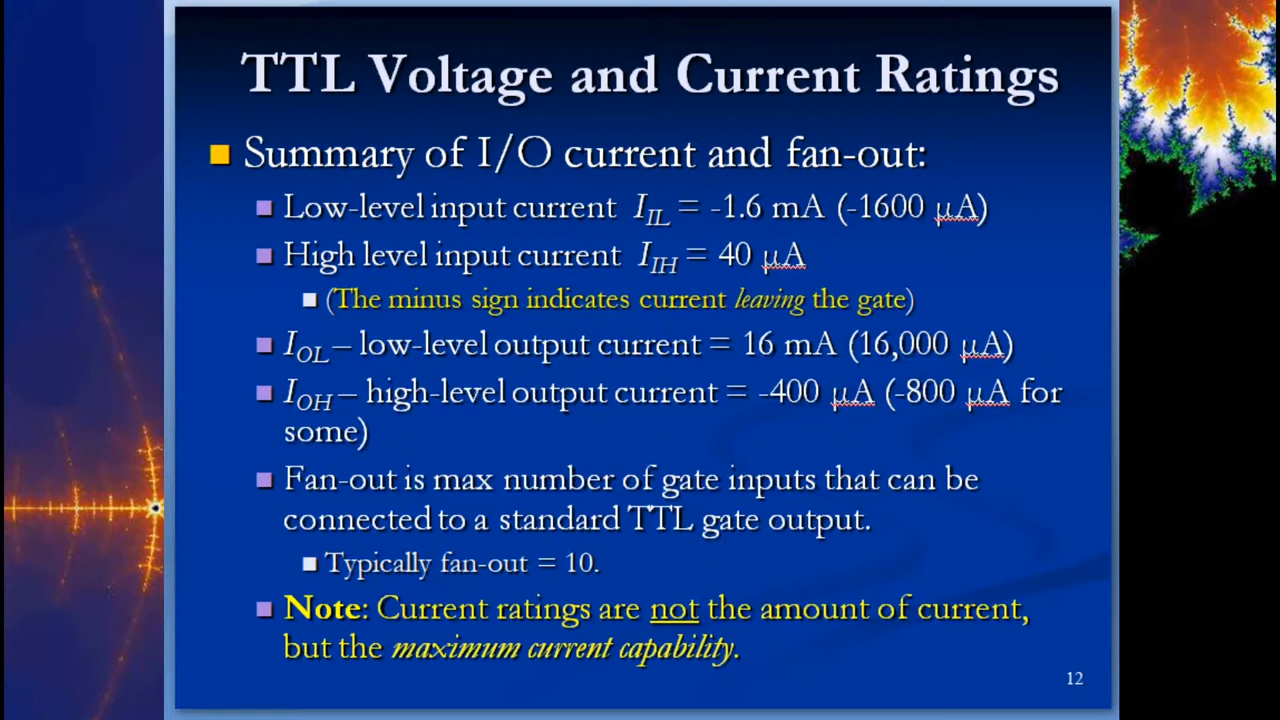 TTL Voltage and Current Ratings
Summary of I/O current and fan-out:
Low-level input current I_IL = -1.6 mA (-1600 µA)
High level input current I_IH = 40 µA
(The minus sign indicates current leaving the gate)
I_OL – low-level output current = 16 mA (16,000 µA)
I_OH – high-level output current = -400 µA (-800 µA for
some)
Fan-out is max number of gate inputs that can be
connected to a standard TTL gate output.
Typically fan-out = 10.
Note: Current ratings are not the amount of current,
but the maximum current capability.
12